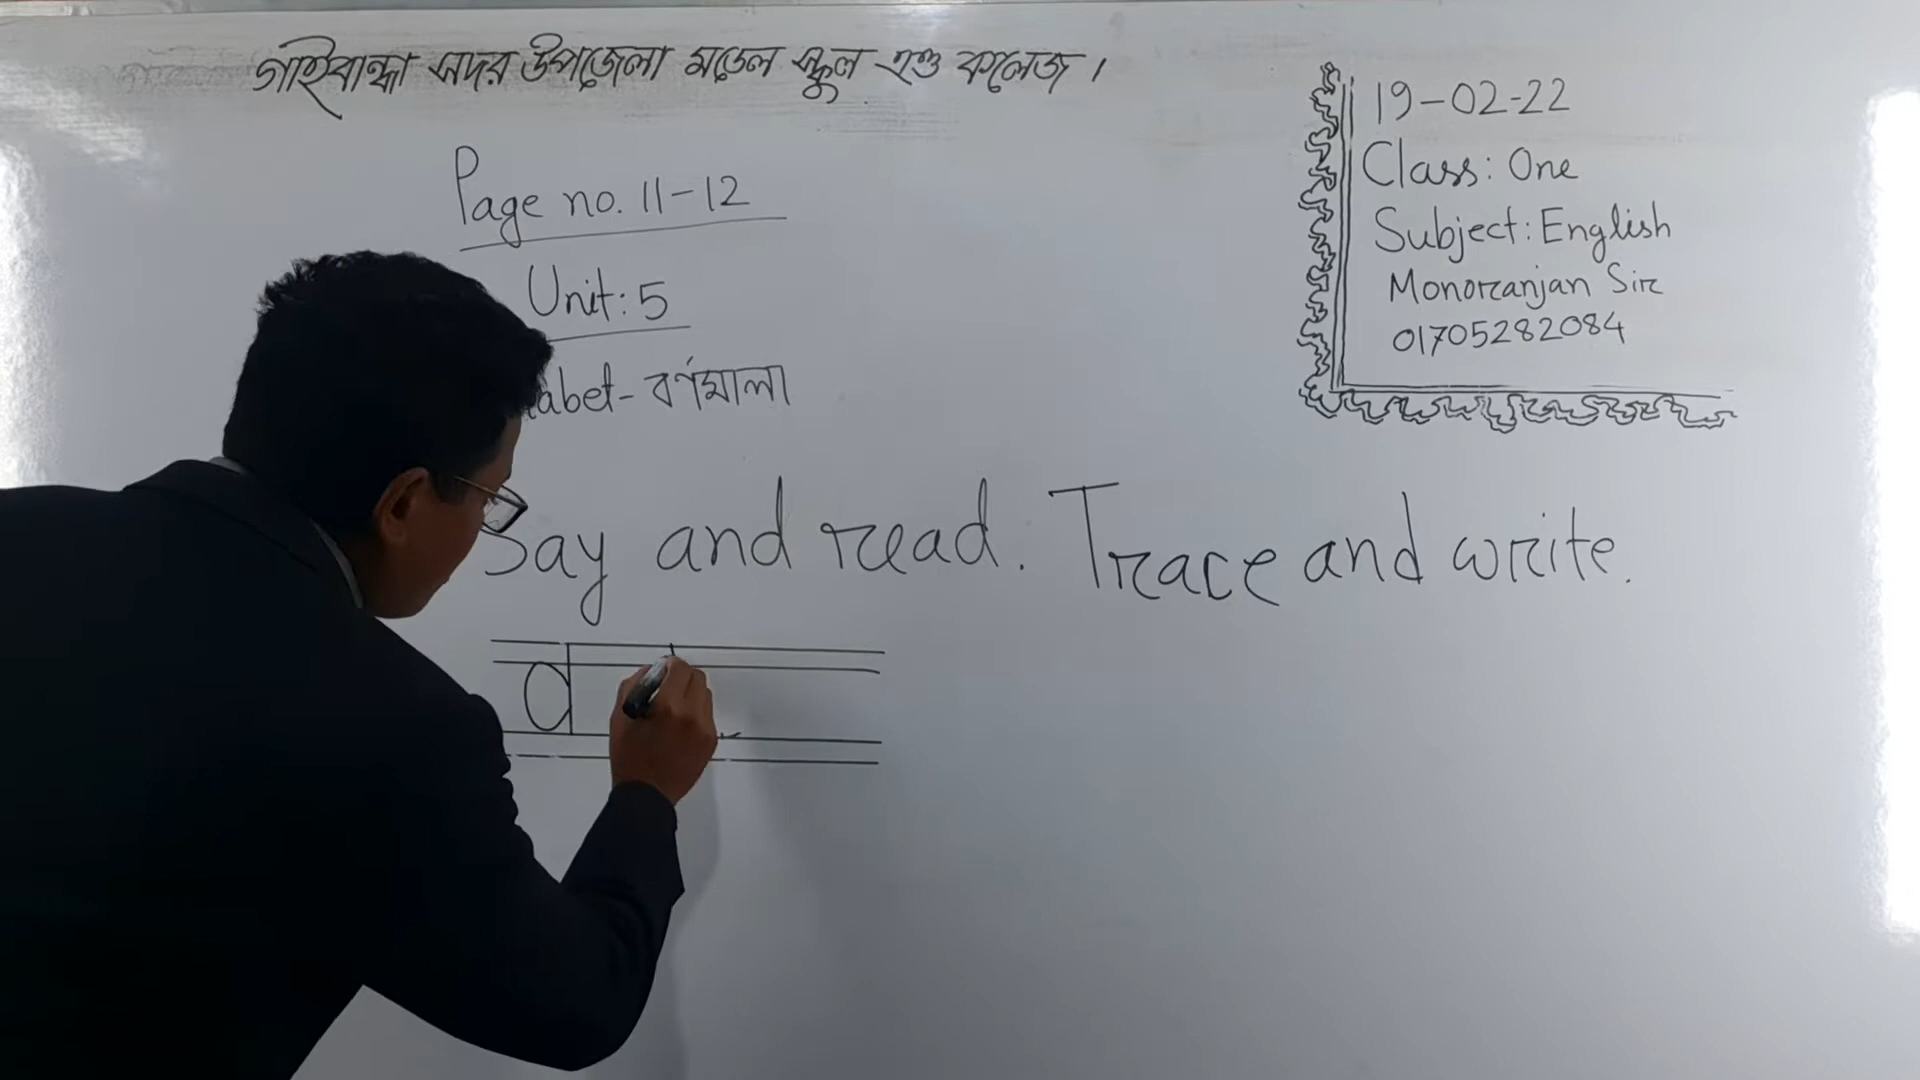 গাইবান্ধা সদর উপজেলা মডেল স্কুল এণ্ড কলেজ।
Page no. 11-12
Unit: 5
abet- বর্ণমালা
Say and read. Trace and write.
d
19-02-22
Class: One
Subject: English
Monoranjan Sir
01705282084